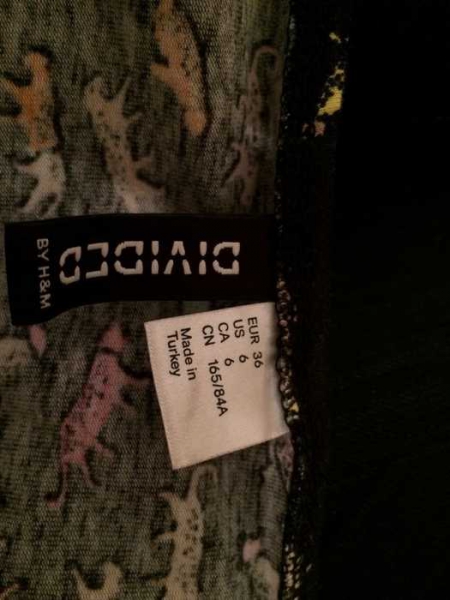 DIVIDED
BY H&M
EUR 36
US 6
CA 6
CN 165/84A
Made in
Turkey